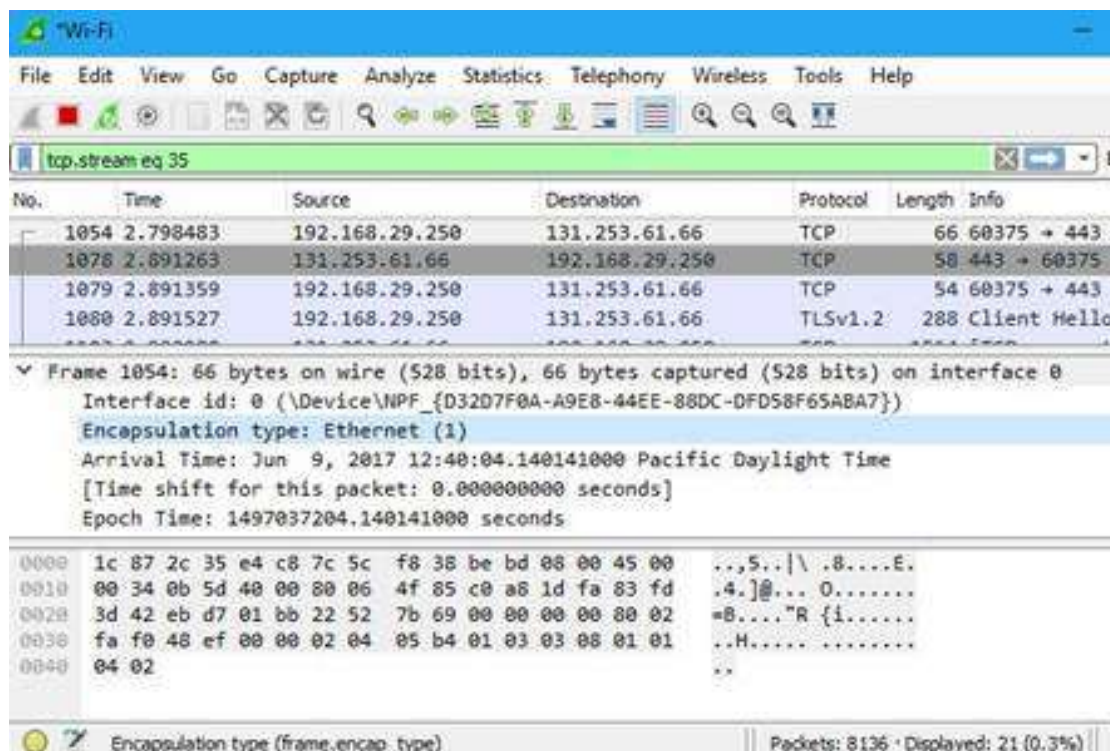 *Wi-Fi
File Edit View Go Capture Analyze Statistics Telephony Wireless Tools Help
tcp.stream eq 35
No. Time Source Destination Protocol Length Info
1054 2.798483 192.168.29.250 131.253.61.66 TCP 66 60375 → 443
1078 2.891263 131.253.61.66 192.168.29.250 TCP 58 443 → 60375
1079 2.891359 192.168.29.250 131.253.61.66 TCP 54 60375 → 443
1080 2.891527 192.168.29.250 131.253.61.66 TLSv1.2 288 Client Hello
Frame 1054: 66 bytes on wire (528 bits), 66 bytes captured (528 bits) on interface 0
Interface id: 0 (\Device\NPF_{D32D7F0A-A9E8-44EE-88DC-DFD58F65ABA7})
Encapsulation type: Ethernet (1)
Arrival Time: Jun 9, 2017 12:40:04.140141000 Pacific Daylight Time
[Time shift for this packet: 0.000000000 seconds]
Epoch Time: 1497037204.140141000 seconds
0000 1c 87 2c 35 e4 c8 7c 5c f8 38 be bd 08 00 45 00 ..,5..|\ .8....E.
0010 00 34 0b 5d 40 00 80 06 4f 85 c0 a8 1d fa 83 fd .4.]@... O.......
0020 3d 42 eb d7 01 bb 22 52 7b 69 00 00 00 00 80 02 =B...."R {i......
0030 fa f0 48 ef 00 00 02 04 05 b4 01 03 03 08 01 01 ..H..... ........
0040 04 02 ..
Encapsulation type (frame.encap_type) Packets: 8136 · Displayed: 21 (0.3%)